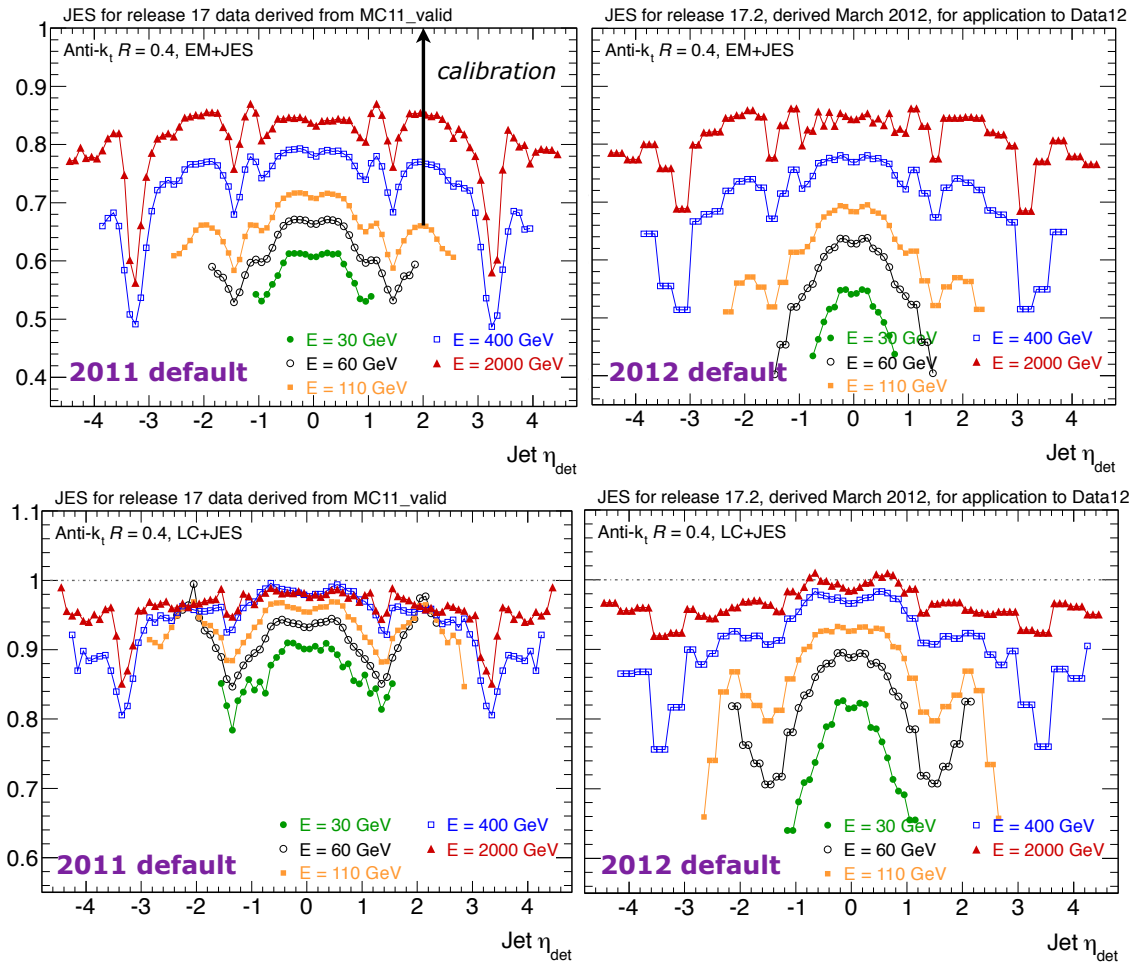 JES for release 17 data derived from MC11_valid
1
Anti-kt R = 0.4, EM+JES
calibration
0.9
0.8
0.7
0.6
0.5
0.4
E = 30 GeV
E = 400 GeV
E = 60 GeV
E = 2000 GeV
E = 110 GeV
2011 default
-4 -3 -2 -1 0 1 2 3 4
Jet ηdet
JES for release 17.2, derived March 2012, for application to Data12
Anti-kt R = 0.4, EM+JES
E = 30 GeV
E = 400 GeV
E = 60 GeV
E = 2000 GeV
E = 110 GeV
2012 default
-4 -3 -2 -1 0 1 2 3 4
Jet ηdet
JES for release 17 data derived from MC11_valid
1.1
Anti-kt R = 0.4, LC+JES
1
0.9
0.8
0.7
0.6
E = 30 GeV
E = 400 GeV
E = 60 GeV
E = 2000 GeV
E = 110 GeV
2011 default
-4 -3 -2 -1 0 1 2 3 4
Jet ηdet
JES for release 17.2, derived March 2012, for application to Data12
Anti-kt R = 0.4, LC+JES
E = 30 GeV
E = 400 GeV
E = 60 GeV
E = 2000 GeV
E = 110 GeV
2012 default
-4 -3 -2 -1 0 1 2 3 4
Jet ηdet